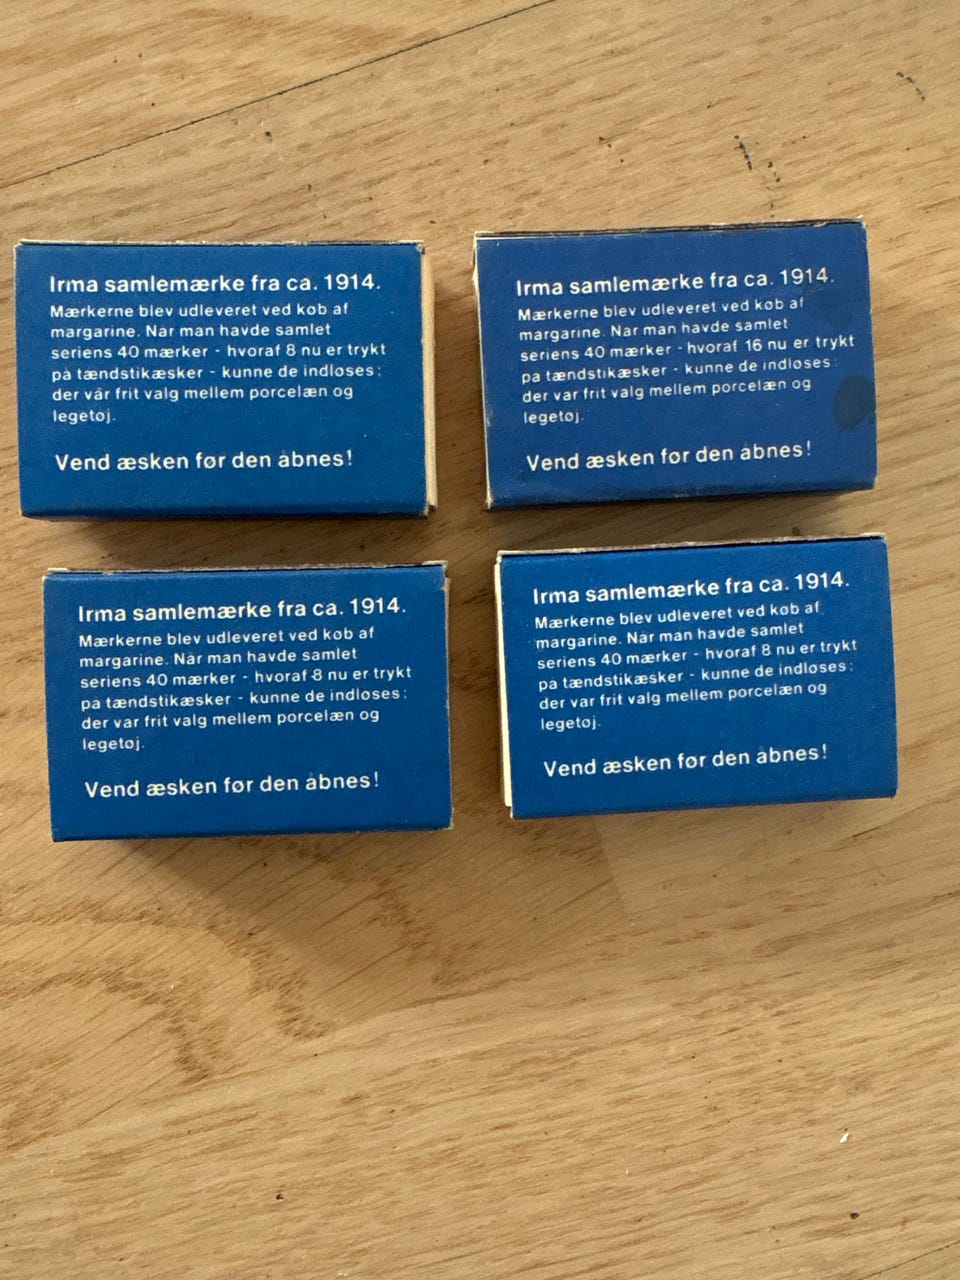 Irma samlemærke fra ca. 1914.
Mærkerne blev udleveret ved køb af
margarine. Når man havde samlet
seriens 40 mærker - hvoraf 8 nu er trykt
på tændstikæsker - kunne de indløses:
der var frit valg mellem porcelæn og
legetøj.
Vend æsken før den åbnes!
Irma samlemærke fra ca. 1914.
Mærkerne blev udleveret ved køb af
margarine. Når man havde samlet
seriens 40 mærker - hvoraf 16 nu er trykt
på tændstikæsker - kunne de indløses:
der var frit valg mellem porcelæn og
legetøj.
Vend æsken før den åbnes!
Irma samlemærke fra ca. 1914.
Mærkerne blev udleveret ved køb af
margarine. Når man havde samlet
seriens 40 mærker - hvoraf 8 nu er trykt
på tændstikæsker - kunne de indløses:
der var frit valg mellem porcelæn og
legetøj.
Vend æsken før den åbnes!
Irma samlemærke fra ca. 1914.
Mærkerne blev udleveret ved køb af
margarine. Når man havde samlet
seriens 40 mærker - hvoraf 8 nu er trykt
på tændstikæsker - kunne de indløses:
der var frit valg mellem porcelæn og
legetøj.
Vend æsken før den åbnes!